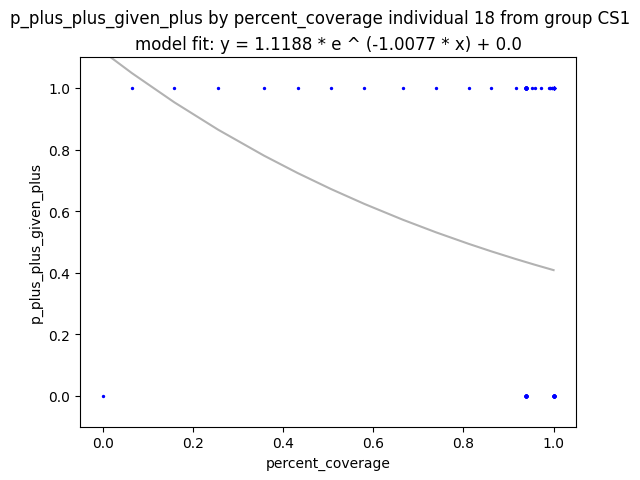 p_plus_plus_given_plus by percent_coverage individual 18 from group CS1
model fit: y = 1.1188 * e ^ (-1.0077 * x) + 0.0
1.0
0.8
0.6
0.4
0.2
0.0
p_plus_plus_given_plus
0.0 0.2 0.4 0.6 0.8 1.0
percent_coverage